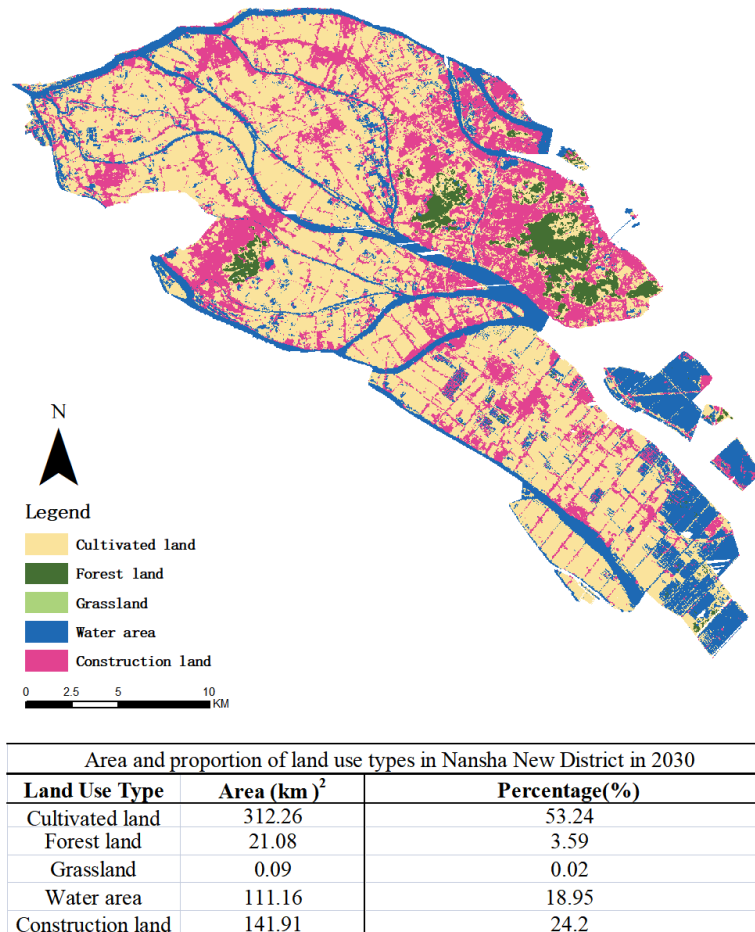 N
Legend
Cultivated land
Forest land
Grassland
Water area
Construction land
0 2.5 5 10
KM
Area and proportion of land use types in Nansha New District in 2030
Land Use Type Area (km )2 Percentage(%)
Cultivated land 312.26 53.24
Forest land 21.08 3.59
Grassland 0.09 0.02
Water area 111.16 18.95
Construction land 141.91 24.2